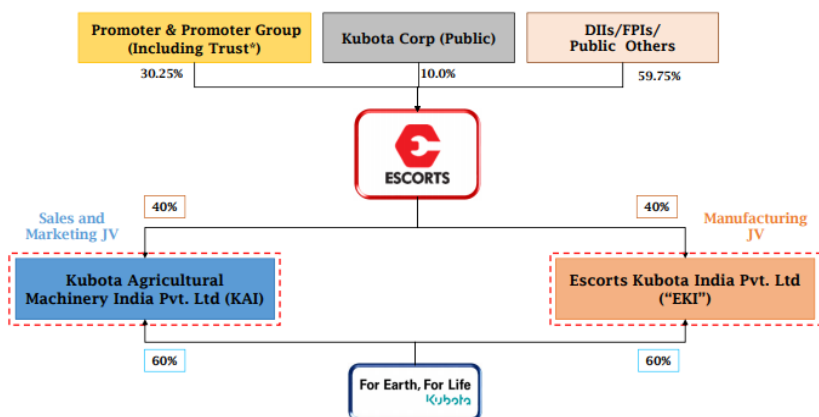 Promoter & Promoter Group
(Including Trust*)
Kubota Corp (Public)
DIIs/FPIs/
Public Others
30.25%
10.0%
59.75%
ESCORTS
40%
40%
Sales and
Marketing JV
Manufacturing
JV
Kubota Agricultural
Machinery India Pvt. Ltd (KAI)
Escorts Kubota India Pvt. Ltd
(“EKI”)
60%
60%
For Earth, For Life
Kubota